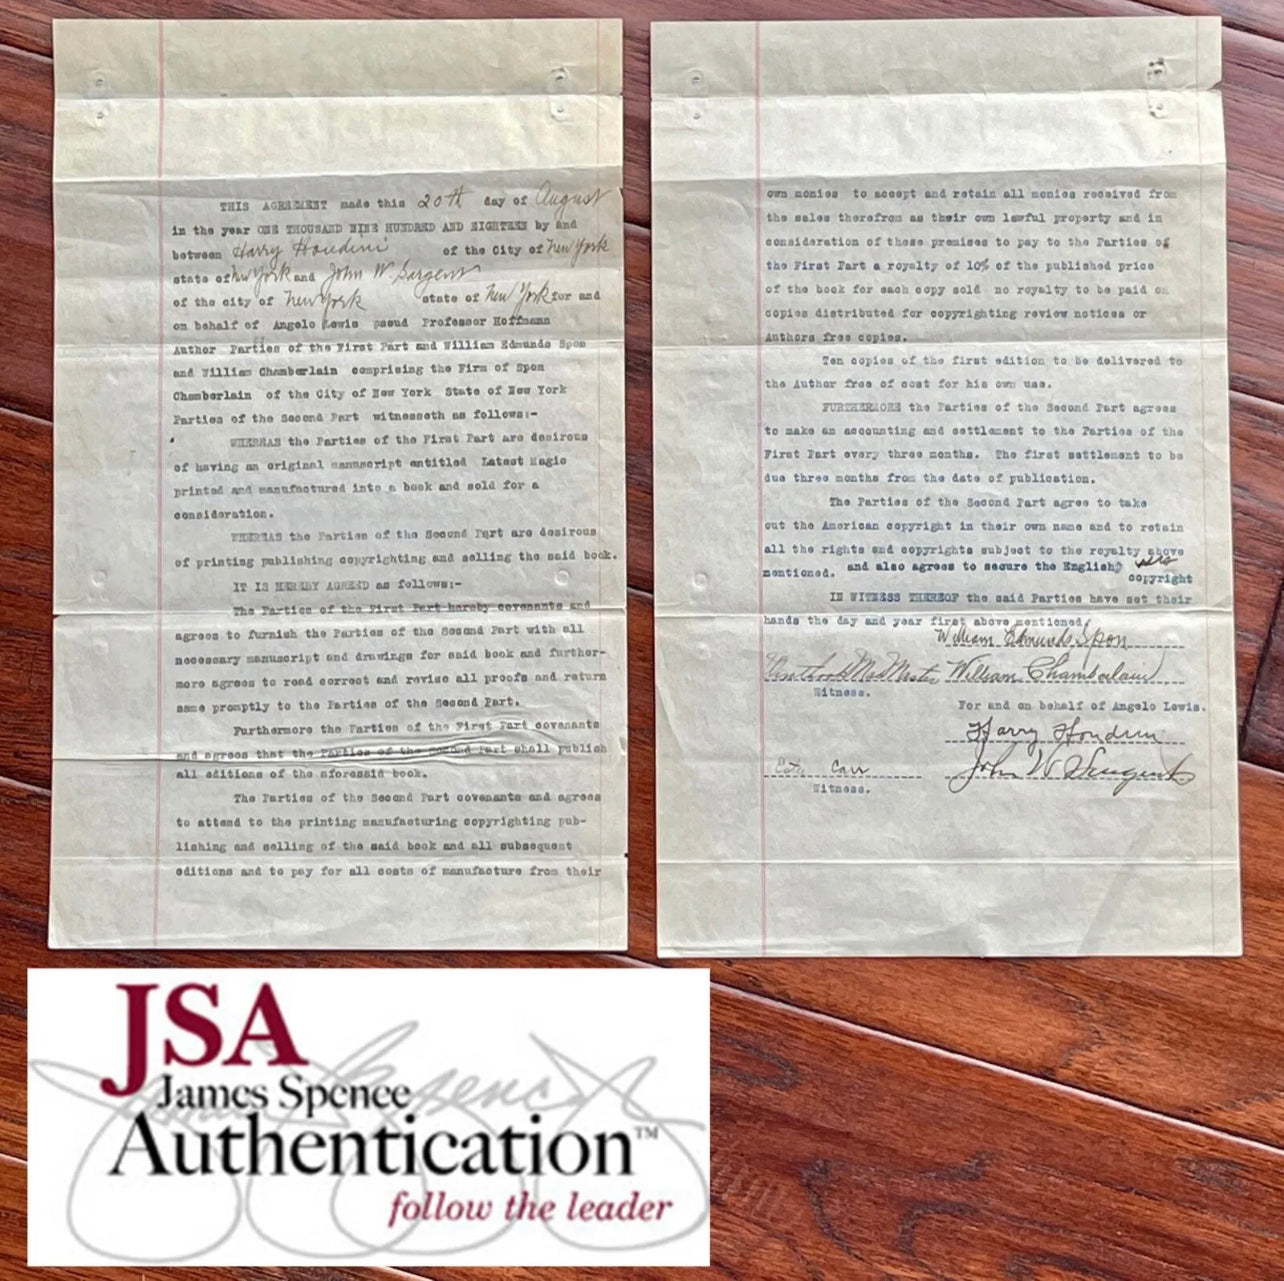 THIS AGREEMENT made this 20th day of August
in the year ONE THOUSAND NINE HUNDRED AND EIGHTEEN by and
between Harry Houdini of the City of New York
state of New York and John W. Sargent
of the city of New York state of New York for and
on behalf of Angelo Lewis pseud Professor Hoffmann
Author Parties of the First Part and William Edmunds Spon
and William Chamberlain comprising the Firm of Spon
Chamberlain of the City of New York State of New York
Parties of the Second Part witnesseth as follows:-
WHEREAS the Parties of the First Part are desirous
of having an original manuscript entitled Latest Magic
printed and manufactured into a book and sold for a
consideration.
WHEREAS the Parties of the Second Part are desirous
of printing publishing copyrighting and selling the said book.
IT IS HEREBY AGREED as follows:-
The Parties of the First Part hereby covenants and
agrees to furnish the Parties of the Second Part with all
necessary manuscript and drawings for said book and further-
more agrees to read correct and revise all proofs and return
same promptly to the Parties of the Second Part.
Furthermore the Parties of the First Part covenants
and agrees that the Parties of the Second Part shall publish
all editions of the aforesaid book.
The Parties of the Second Part covenants and agrees
to attend to the printing manufacturing copyrighting pub-
lishing and selling of the said book and all subsequent
editions and to pay for all costs of manufacture from their
own monies to accept and retain all monies received from
the sales therefrom as their own lawful property and in
consideration of these premises to pay to the Parties of
the First Part a royalty of 10% of the published price
of the book for each copy sold no royalty to be paid on
copies distributed for copyrighting review notices or
Authors free copies.
Ten copies of the first edition to be delivered to
the Author free of cost for his own use.
FURTHERMORE the Parties of the Second Part agrees
to make an accounting and settlement to the Parties of the
First Part every three months. The first settlement to be
due three months from the date of publication.
The Parties of the Second Part agree to take
out the American copyright in their own name and to retain
all the rights and copyrights subject to the royalty above
mentioned. and also agrees to secure the English
copyright
IN WITNESS THEREOF the said Parties have set their
hands the day and year first above mentioned
William Edmunds Spon
William Chamberlain
Witness.
For and on behalf of Angelo Lewis.
Harry Houdini
Carr John W Sargent
Witness.
JSA
James Spence
Authentication™
follow the leader